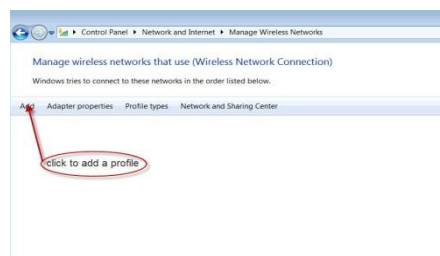 Control Panel ▸ Network and Internet ▸ Manage Wireless Networks
Manage wireless networks that use (Wireless Network Connection)
Windows tries to connect to these networks in the order listed below.
Add Adapter properties Profile types Network and Sharing Center
click to add a profile